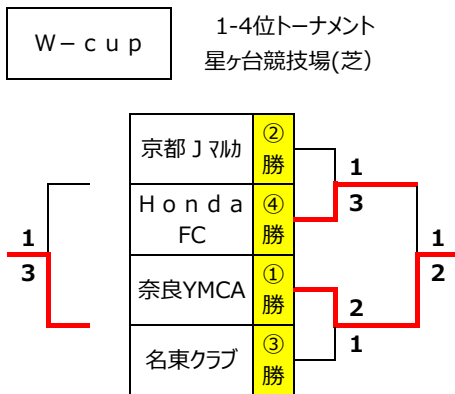 W－ｃｕｐ
1-4位トーナメント
星ヶ台競技場(芝)
京都Ｊマルカ
②
勝
1
3
Ｈｏｎｄａ
FC
④
勝
1
3
1
2
奈良YMCA
①
勝
2
1
名東クラブ
③
勝